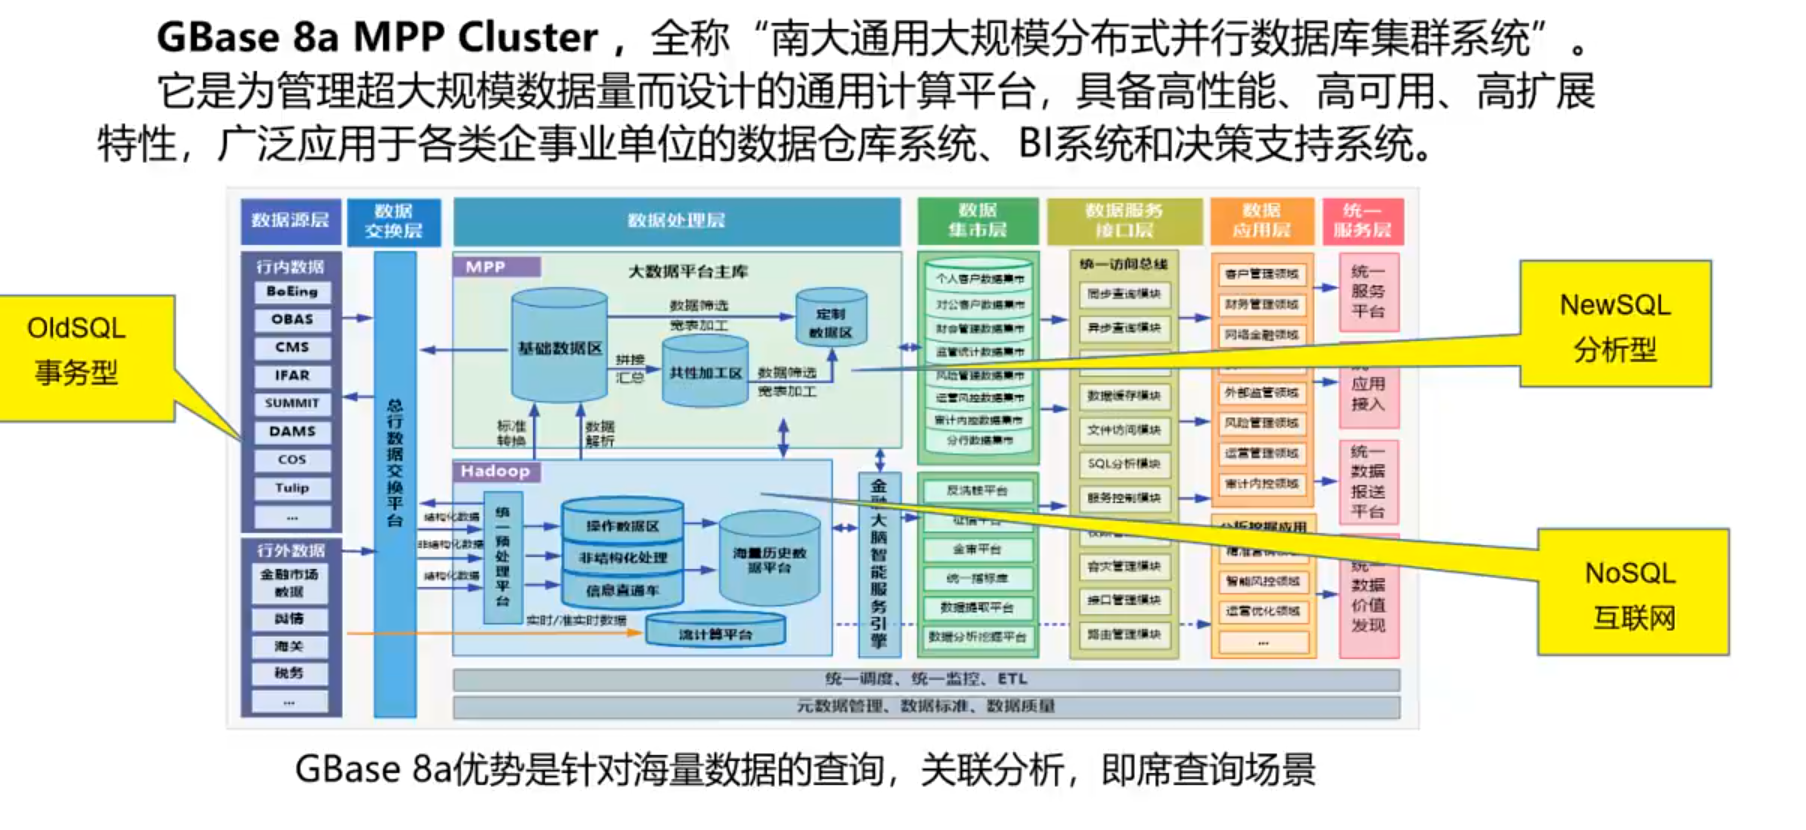 GBase 8a MPP Cluster ，全称“南大通用大规模分布式并行数据库集群系统”。
它是为管理超大规模数据量而设计的通用计算平台，具备高性能、高可用、高扩展
特性，广泛应用于各类企事业单位的数据仓库系统、BI系统和决策支持系统。
OldSQL
事务型
数据源层
行内数据
BoEing
OBAS
CMS
IFAR
SUMMIT
DAMS
COS
Tulip
...
行外数据
金融市场
数据
舆情
海关
税务
...
数据
交换层
总行数据交换平台
数据处理层
MPP
大数据平台主库
基础数据区
数据筛选
宽表加工
定制
数据区
拼接
汇总
共性加工区
数据筛选
宽表加工
标准
转换
数据
解析
Hadoop
结构化数据
非结构化数据
结构化数据
统一预处理平台
操作数据区
非结构化处理
信息直通车
海量历史数
据平台
实时/准实时数据
流计算平台
金融大脑智能服务引擎
数据
集市层
个人客户数据集市
对公客户数据集市
财会管理数据集市
监管统计数据集市
风险管理数据集市
运营风控数据集市
审计内控数据集市
分行数据集市
反洗钱平台
征信平台
金审平台
统一指标库
数据提取平台
数据分析挖掘平台
数据服务
接口层
统一访问总线
同步查询模块
异步查询模块
数据缓存模块
文件访问模块
SQL分析模块
服务控制模块
权限管理模块
容灾管理模块
接口管理模块
路由管理模块
数据
应用层
客户管理领域
财务管理领域
网络金融领域
外部监管领域
风险管理领域
运营管理领域
审计内控领域
分析挖掘应用
精准营销领域
智能风控领域
运营优化领域
...
统一
服务层
统一
服务
平台
统一
应用
接入
统一
数据
报送
平台
统一
数据
价值
发现
统一调度、统一监控、ETL
元数据管理、数据标准、数据质量
NewSQL
分析型
NoSQL
互联网
GBase 8a优势是针对海量数据的查询，关联分析，即席查询场景